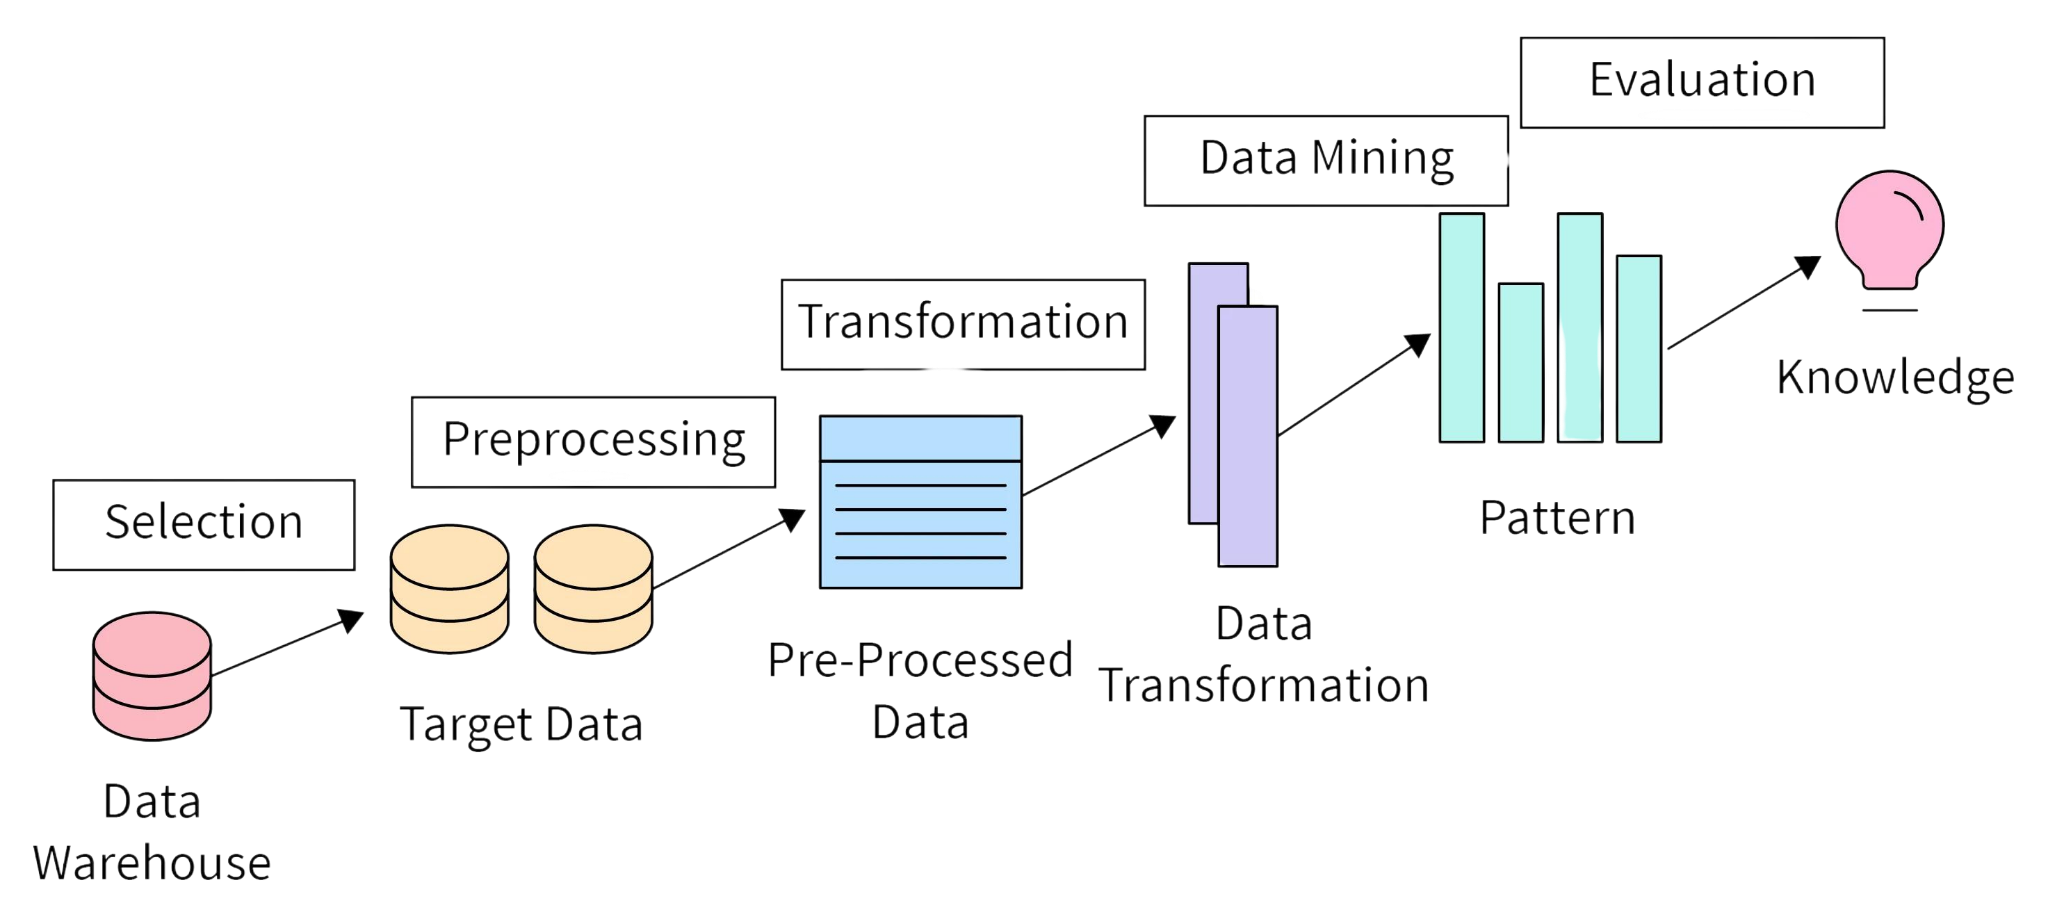 Evaluation
Data Mining
Transformation
Preprocessing
Selection
Knowledge
Pattern
Data
Transformation
Pre-Processed
Data
Target Data
Data
Warehouse